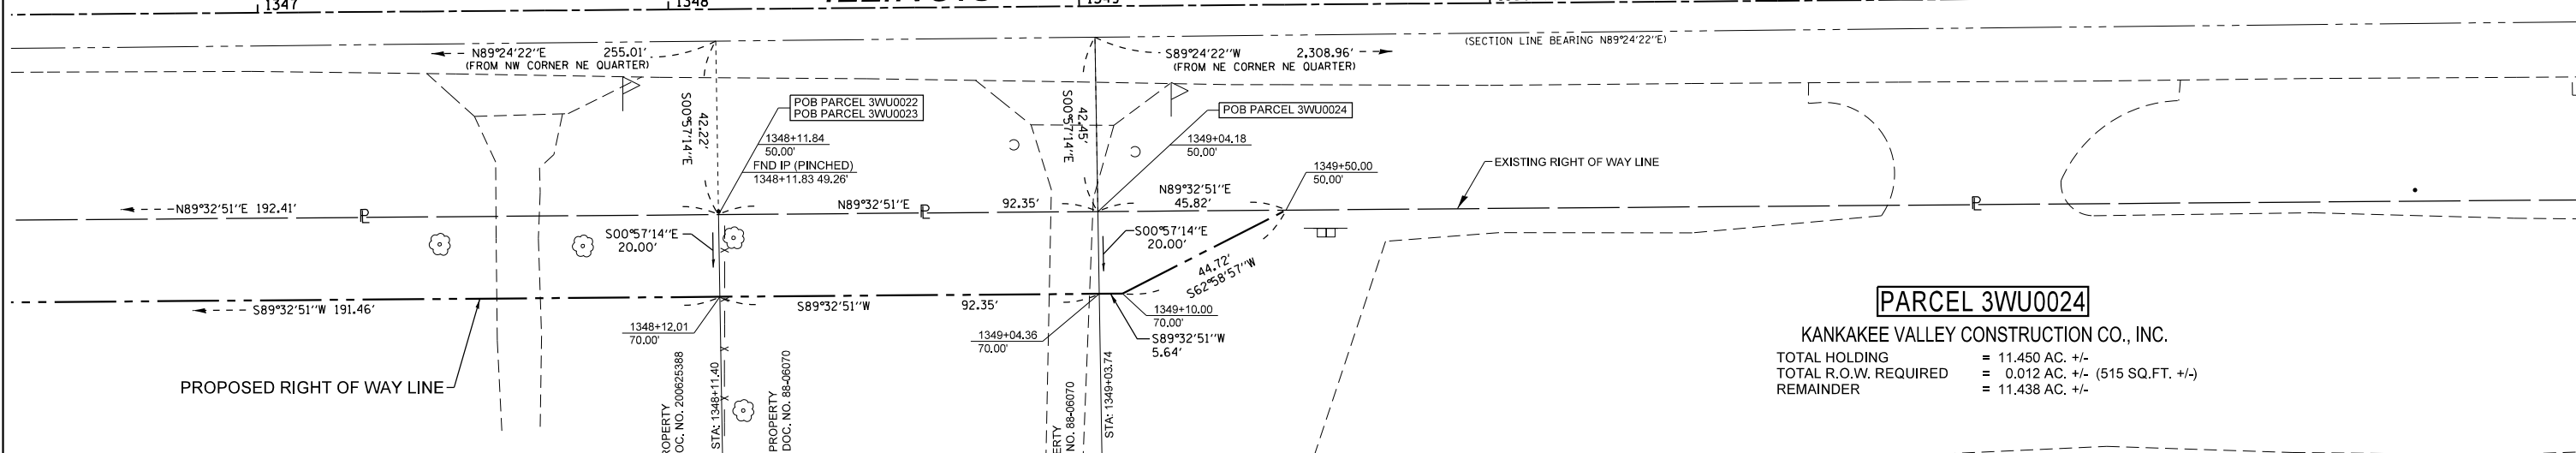 1347
1348
1349
N89°24'22"E 255.01'
(FROM NW CORNER NE QUARTER)
S89°24'22"W 2,308.96'
(FROM NE CORNER NE QUARTER)
(SECTION LINE BEARING N89°24'22"E)
S00°57'14"E
42.22'
POB PARCEL 3WU0022
POB PARCEL 3WU0023
1348+11.84
50.00'
FND IP (PINCHED)
1348+11.83 49.26'
S00°57'14"E
42.45'
POB PARCEL 3WU0024
1349+04.18
50.00'
1349+50.00
50.00'
EXISTING RIGHT OF WAY LINE
N89°32'51"E 192.41'
N89°32'51"E 92.35'
N89°32'51"E
45.82'
S00°57'14"E
20.00'
S00°57'14"E
20.00'
44.72'
S62°58'57"W
S89°32'51"W 191.46'
S89°32'51"W 92.35'
1348+12.01
70.00'
1349+04.36
70.00'
1349+10.00
70.00'
S89°32'51"W
5.64'
PROPOSED RIGHT OF WAY LINE
DOC. NO. 200625388
STA: 1348+11.40
PROPERTY
DOC. NO. 88-06070
NO. 88-06070
STA: 1349+03.74
PARCEL 3WU0024
KANKAKEE VALLEY CONSTRUCTION CO., INC.
TOTAL HOLDING = 11.450 AC. +/-
TOTAL R.O.W. REQUIRED = 0.012 AC. +/- (515 SQ.FT. +/-)
REMAINDER = 11.438 AC. +/-